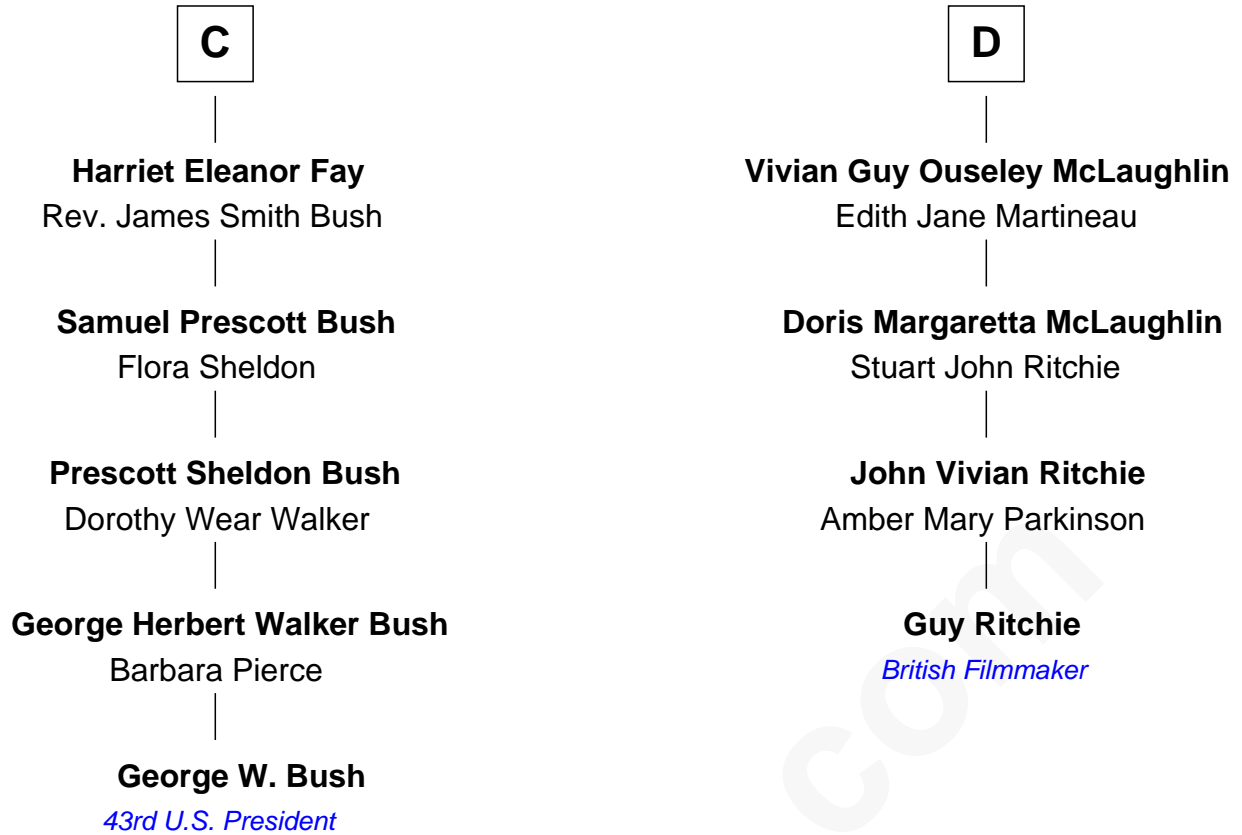 C
Harriet Eleanor Fay
Rev. James Smith Bush
Samuel Prescott Bush
Flora Sheldon
Prescott Sheldon Bush
Dorothy Wear Walker
George Herbert Walker Bush
Barbara Pierce
George W. Bush
43rd U.S. President
D
Vivian Guy Ouseley McLaughlin
Edith Jane Martineau
Doris Margaretta McLaughlin
Stuart John Ritchie
John Vivian Ritchie
Amber Mary Parkinson
Guy Ritchie
British Filmmaker
com